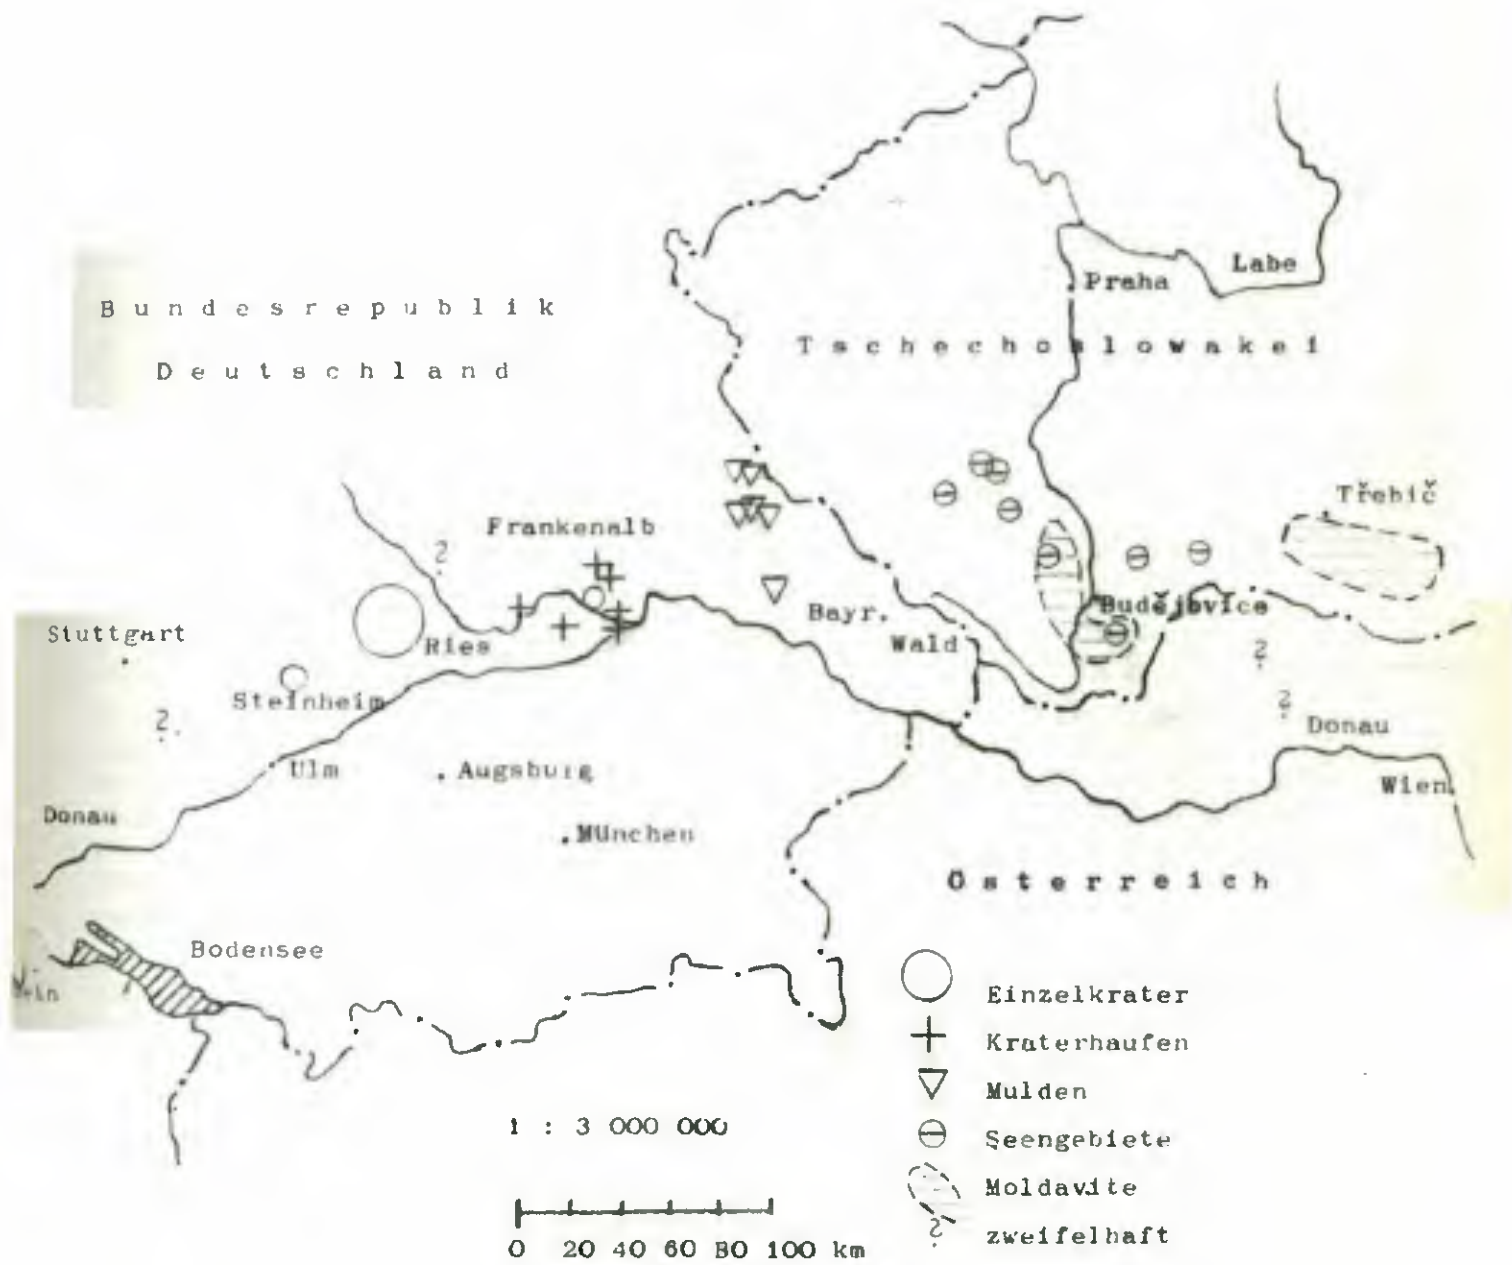 Praha
Labe
Bundesrepublik
Deutschland
Tschechoslowakei
Třebič
Frankenalb
?
Bayr.
Wald
Budějovice
Stuttgart
Ries
Steinheim
?
?
?
Donau
Ulm
Augsburg
Wien
Donau
München
Österreich
Bodensee
Einzelkrater
Kraterhaufen
Mulden
1 : 3 000 000
Seengebiete
Moldavite
? zweifelhaft
0 20 40 60 80 100 km